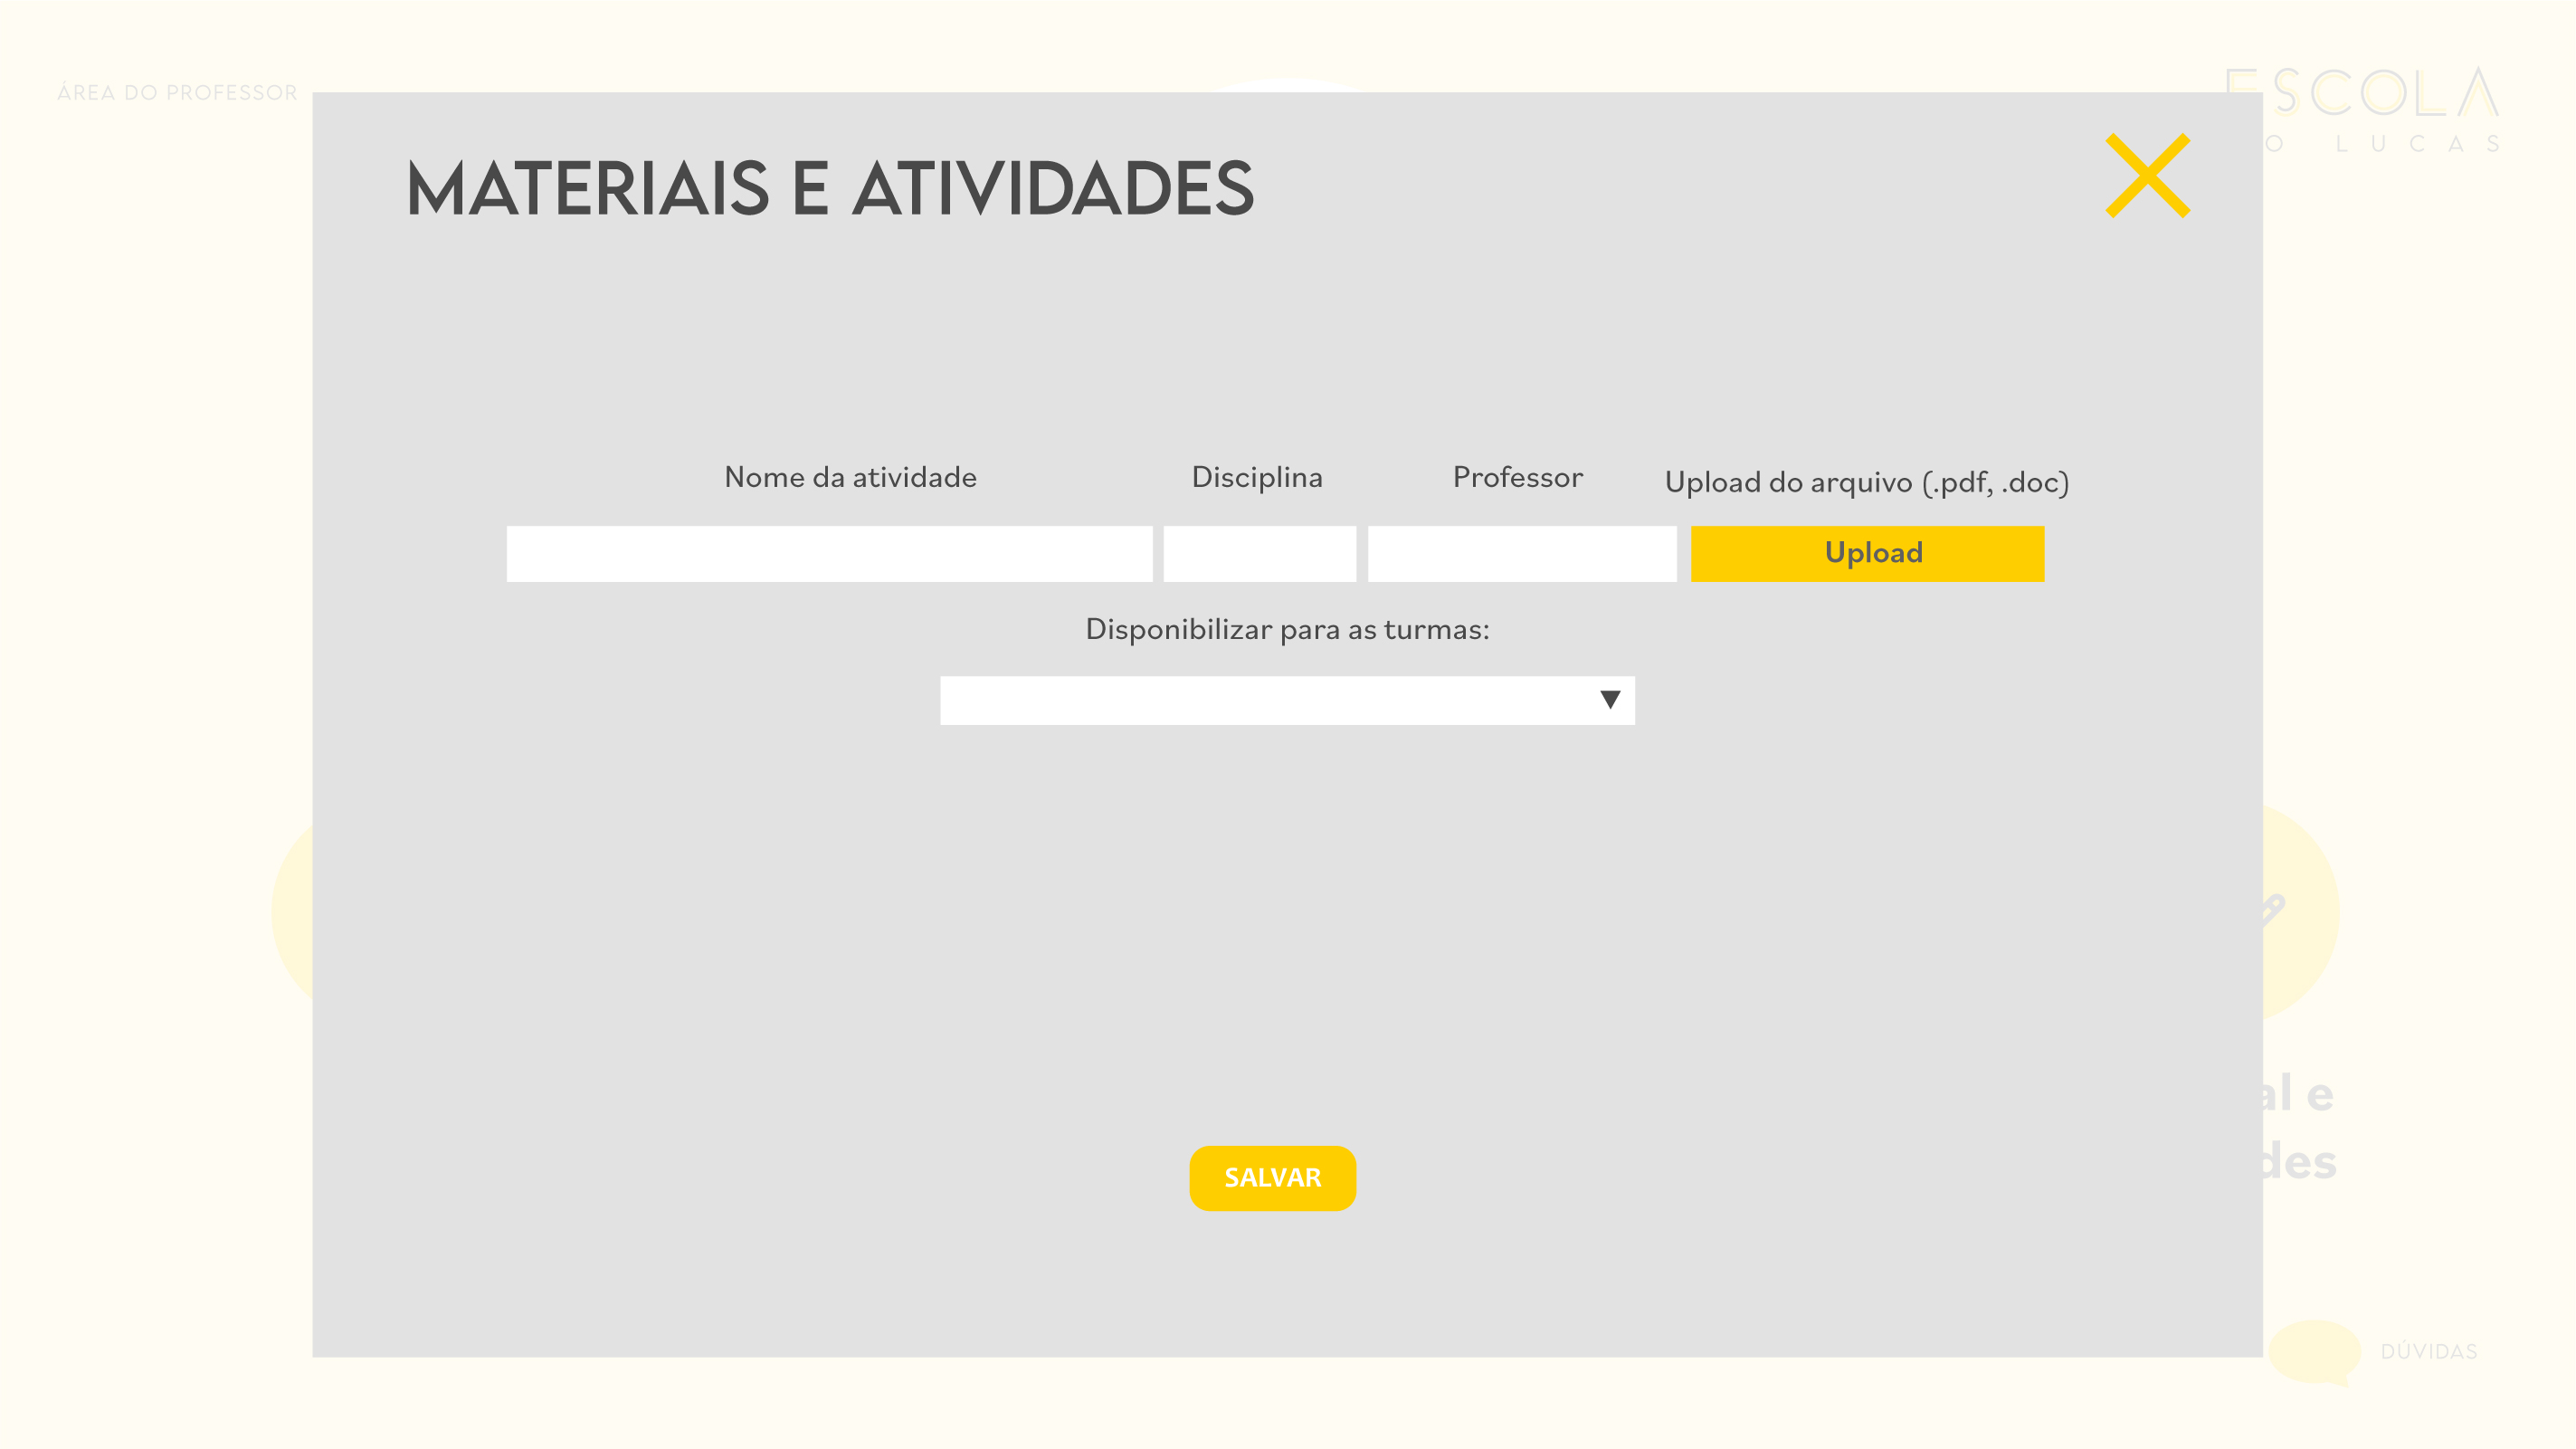 ÁREA DO PROFESSOR
ESCOLA
O LUCAS
MATERIAIS E ATIVIDADES
Nome da atividade
Disciplina
Professor
Upload do arquivo (.pdf, .doc)
Upload
Disponibilizar para as turmas:
al e
des
SALVAR
DÚVIDAS